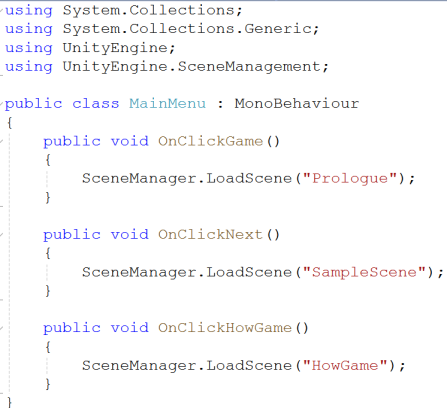 using System.Collections;
using System.Collections.Generic;
using UnityEngine;
using UnityEngine.SceneManagement;

public class MainMenu : MonoBehaviour
{
    public void OnClickGame()
    {
        SceneManager.LoadScene("Prologue");
    }

    public void OnClickNext()
    {
        SceneManager.LoadScene("SampleScene");
    }

    public void OnClickHowGame()
    {
        SceneManager.LoadScene("HowGame");
    }
}